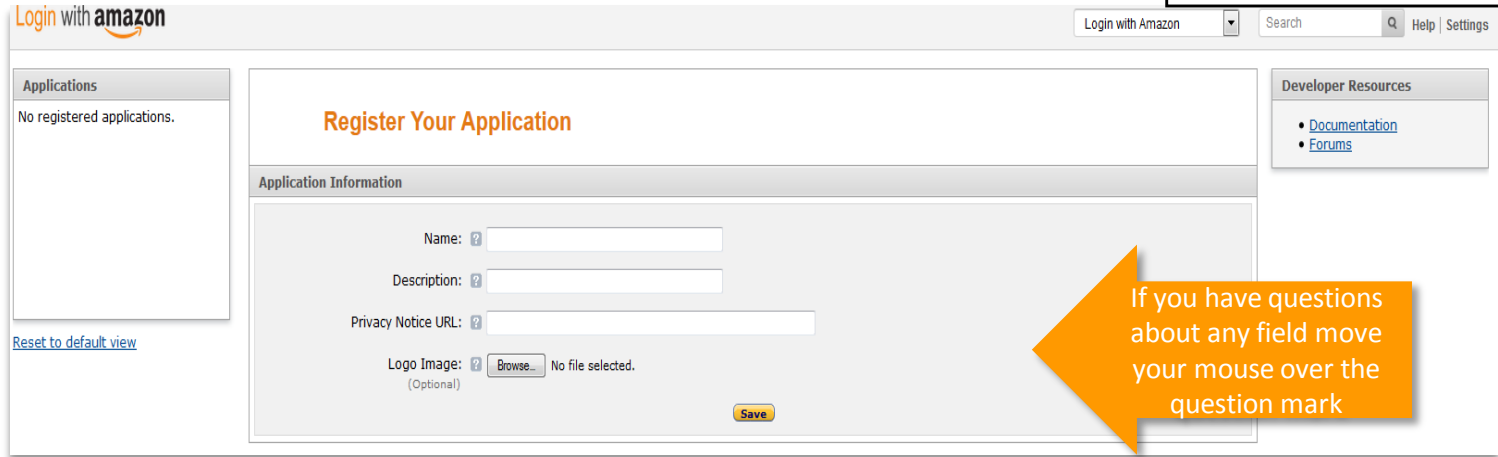 Login with amazon
Login with Amazon
Search
Help | Settings
Applications
No registered applications.
Reset to default view
Register Your Application
Application Information
Name: ?
Description: ?
Privacy Notice URL: ?
Logo Image: ? Browse... No file selected.
(Optional)
Save
Developer Resources
• Documentation
• Forums
If you have questions
about any field move
your mouse over the
question mark